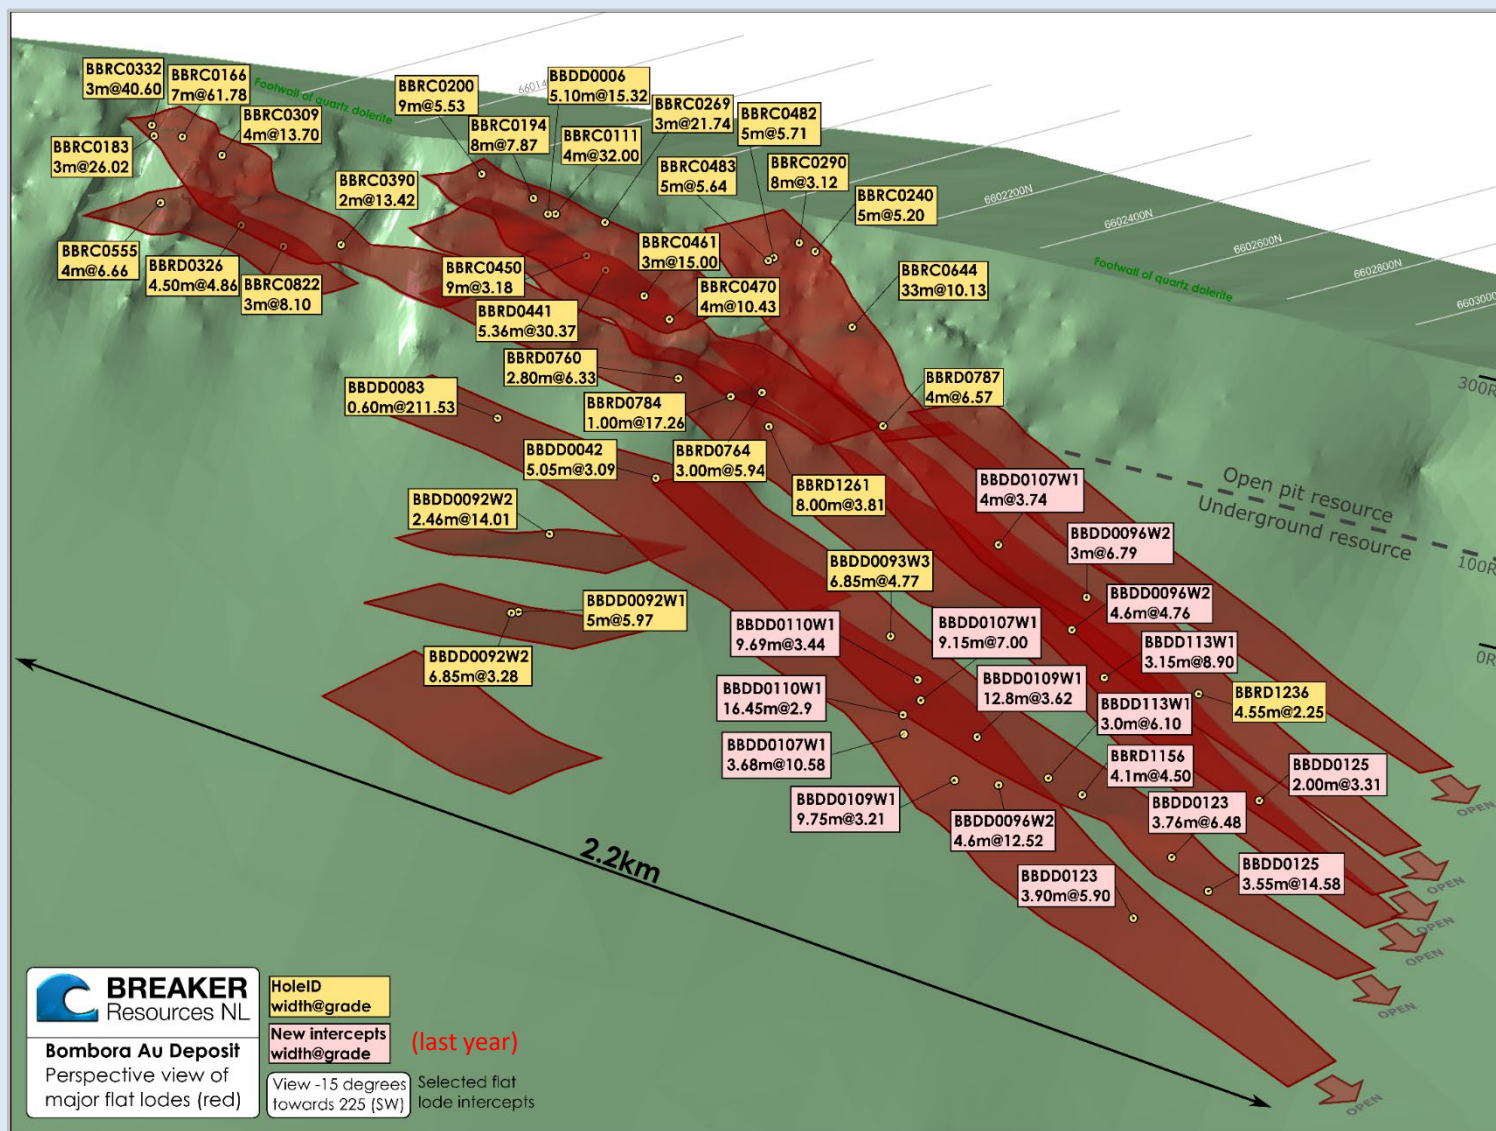 BBRC0332
3m@40.60
BBRC0166
7m@61.78
Footwall of quartz dolerite
BBRC0309
4m@13.70
BBRC0183
3m@26.02
BBRC0390
2m@13.42
BBRC0555
4m@6.66
BBRD0326
4.50m@4.86
BBRC0822
3m@8.10
BBRC0200
9m@5.53
BBDD0006
5.10m@15.32
BBRC0269
3m@21.74
BBRC0194
8m@7.87
BBRC0111
4m@32.00
BBRC0482
5m@5.71
BBRC0483
5m@5.64
BBRC0290
8m@3.12
BBRC0240
5m@5.20
6602200N
6602400N
6602600N
6602800N
6603000
Footwall of quartz dolerite
BBRC0450
9m@3.18
BBRC0461
3m@15.00
BBRC0470
4m@10.43
BBRC0644
33m@10.13
BBRD0441
5.36m@30.37
BBRD0760
2.80m@6.33
BBDD0083
0.60m@211.53
BBRD0784
1.00m@17.26
BBRD0787
4m@6.57
300R
BBDD0042
5.05m@3.09
BBRD0764
3.00m@5.94
BBRD1261
8.00m@3.81
BBDD0107W1
4m@3.74
Open pit resource
Underground resource
100R
BBDD0092W2
2.46m@14.01
BBDD0096W2
3m@6.79
BBDD0093W3
6.85m@4.77
BBDD0096W2
4.6m@4.76
BBDD0092W1
5m@5.97
BBDD0110W1
9.69m@3.44
BBDD0107W1
9.15m@7.00
BBDD113W1
3.15m@8.90
0R
BBDD0092W2
6.85m@3.28
BBDD0110W1
16.45m@2.9
BBDD0109W1
12.8m@3.62
BBDD113W1
3.0m@6.10
BBRD1236
4.55m@2.25
BBDD0107W1
3.68m@10.58
BBRD1156
4.1m@4.50
BBDD0125
2.00m@3.31
BBDD0109W1
9.75m@3.21
BBDD0096W2
4.6m@12.52
BBDD0123
3.76m@6.48
BBDD0123
3.90m@5.90
BBDD0125
3.55m@14.58
2.2km
OPEN
OPEN
OPEN
OPEN
OPEN
OPEN
BREAKER
Resources NL
Bombora Au Deposit
Perspective view of
major flat lodes (red)
HoleID
width@grade
New intercepts
width@grade
(last year)
View -15 degrees
towards 225 (SW)
Selected flat
lode intercepts